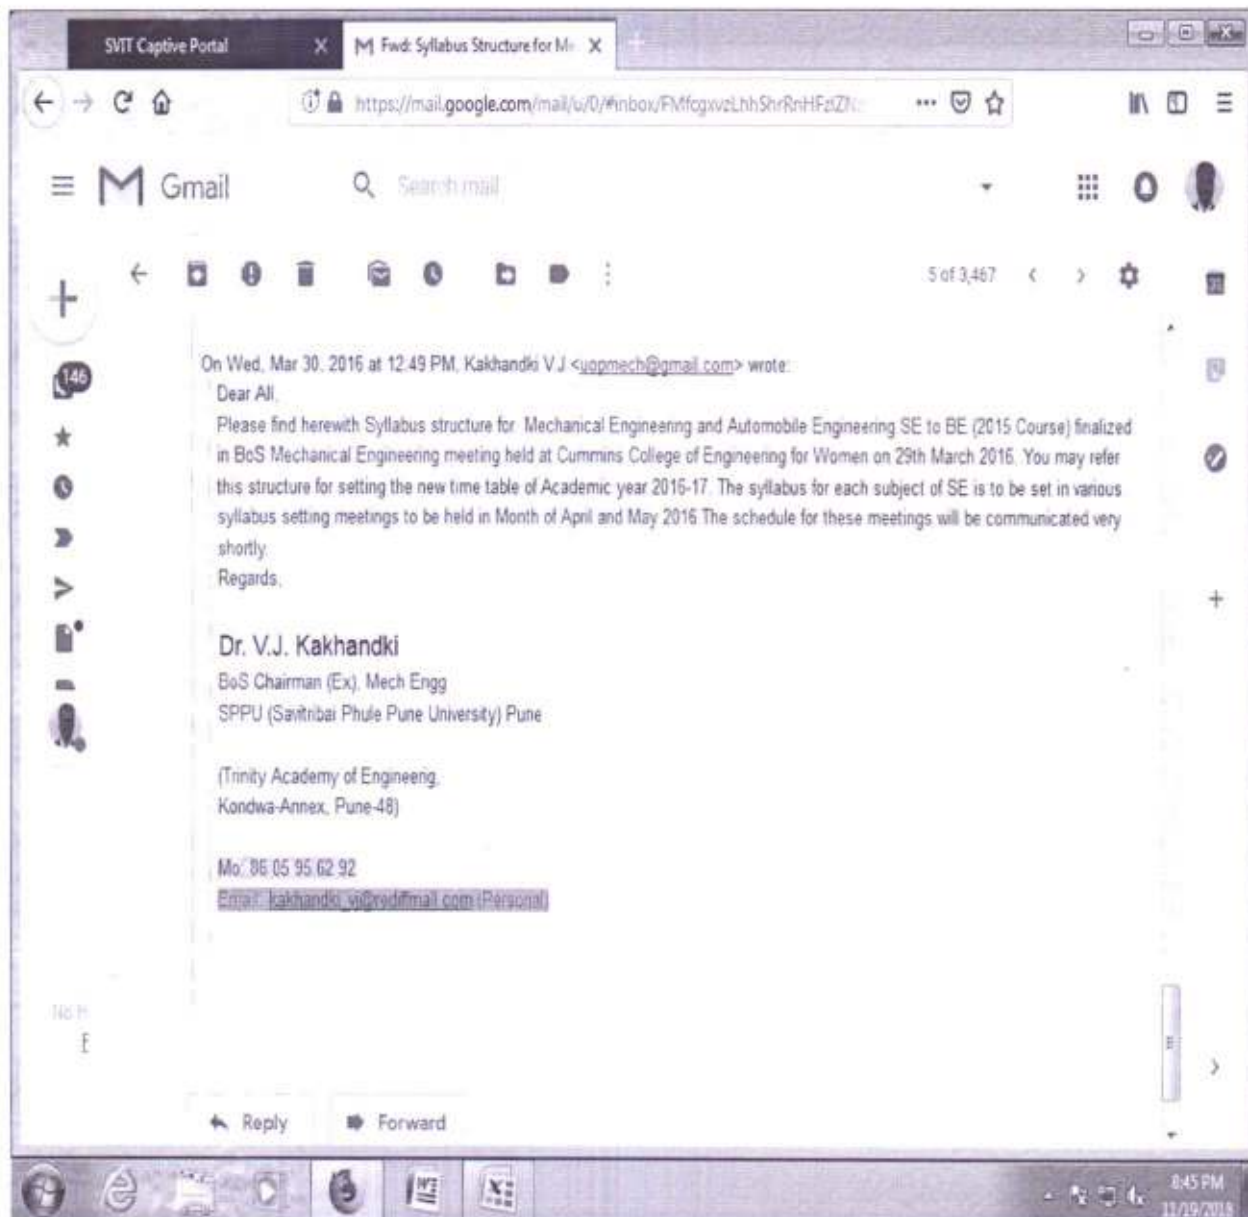 SVIT Captive Portal
Fwd: Syllabus Structure for Me
https://mail.google.com/mail/u/0/#inbox/
Gmail
Search mail
5 of 3,467
146
On Wed, Mar 30, 2016 at 12:49 PM, Kakhandki V.J <uopmech@gmail.com> wrote:
Dear All,
Please find herewith Syllabus structure for Mechanical Engineering and Automobile Engineering SE to BE (2015 Course) finalized
in BoS Mechanical Engineering meeting held at Cummins College of Engineering for Women on 29th March 2016. You may refer
this structure for setting the new time table of Academic year 2016-17. The syllabus for each subject of SE is to be set in various
syllabus setting meetings to be held in Month of April and May 2016 The schedule for these meetings will be communicated very
shortly.
Regards,
Dr. V.J. Kakhandki
BoS Chairman (Ex), Mech Engg
SPPU (Savitribai Phule Pune University) Pune
(Trinity Academy of Engineerig,
Kondwa-Annex, Pune-48)
Mo: 86 05 95 62 92
Email: kakhandki_vj@rediffmail.com (Personal)
No H
Reply
Forward
8:45 PM
11/19/2018